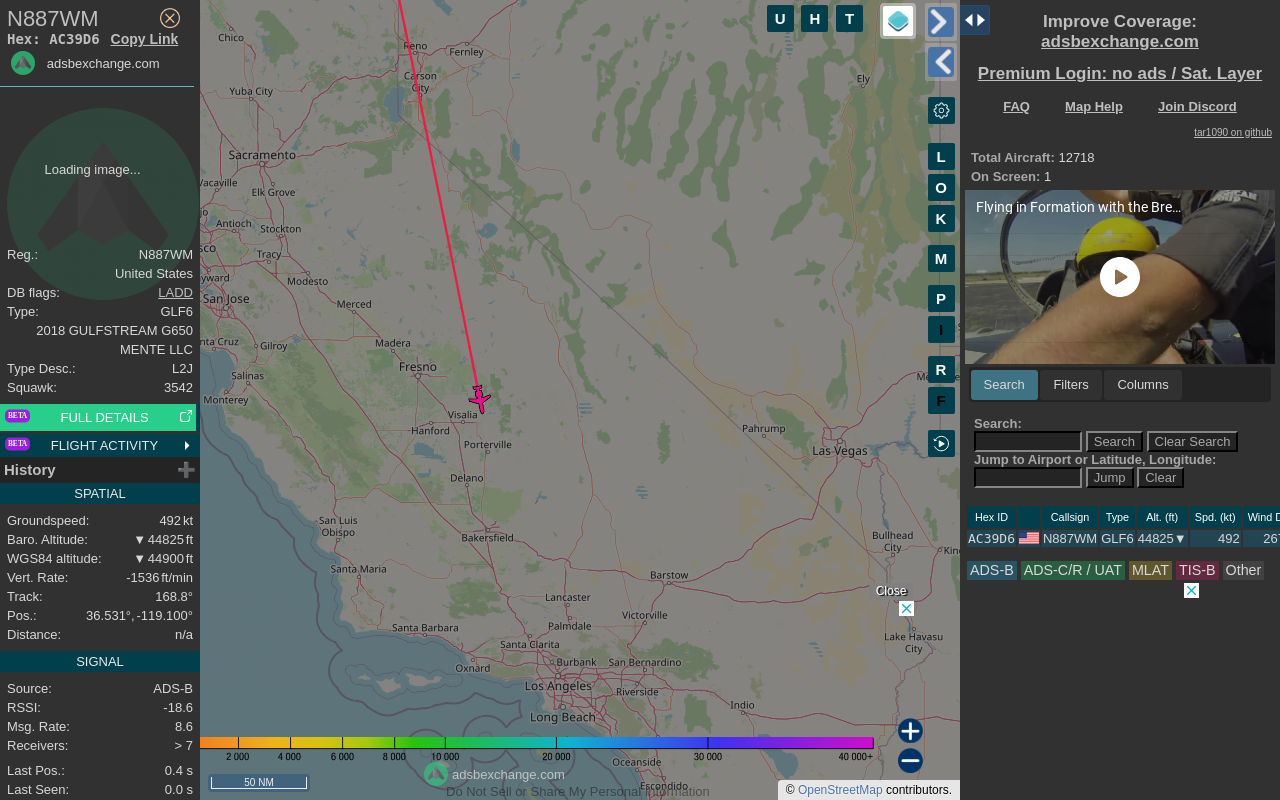 N887WM
Hex: AC39D6 Copy Link
adsbexchange.com
Loading image...
Reg.: N887WM
United States
DB flags: LADD
Type: GLF6
2018 GULFSTREAM G650
MENTE LLC
Type Desc.: L2J
Squawk: 3542
BETA FULL DETAILS
BETA FLIGHT ACTIVITY
History
SPATIAL
Groundspeed: 492 kt
Baro. Altitude: ▼ 44825 ft
WGS84 altitude: ▼ 44900 ft
Vert. Rate: -1536 ft/min
Track: 168.8°
Pos.: 36.531°, -119.100°
Distance: n/a
SIGNAL
Source: ADS-B
RSSI: -18.6
Msg. Rate: 8.6
Receivers: > 7
Last Pos.: 0.4 s
Last Seen: 0.0 s
Chico
Reno
Fernley
Carson
City
Ely
Yuba City
Sacramento
Vacaville
Elk Grove
Antioch
Stockton
Tracy
Modesto
San Jose
Merced
Gilroy
Madera
Salinas
Fresno
Monterey
Visalia
Hanford
Porterville
Delano
Pahrump
Las Vegas
San Luis
Obispo
Bakersfield
Bullhead
City
Santa Maria
Barstow
Lancaster
Victorville
Palmdale
Santa Barbara
Santa Clarita
Lake Havasu
City
Oxnard
Burbank
San Bernardino
Los Angeles
Riverside
Indio
Long Beach
Oceanside
Escondido
U H T
L
O
K
M
P
I
R
F
Close
2 000 4 000 6 000 8 000 10 000 20 000 30 000 40 000+
adsbexchange.com
50 NM
Do Not Sell or Share My Personal Information
© OpenStreetMap contributors.
Improve Coverage:
adsbexchange.com
Premium Login: no ads / Sat. Layer
FAQ Map Help Join Discord
tar1090 on github
Total Aircraft: 12718
On Screen: 1
Flying in Formation with the Bre...
Search Filters Columns
Search:
Search Clear Search
Jump to Airport or Latitude, Longitude:
Jump Clear
Hex ID Callsign Type Alt. (ft) Spd. (kt) Wind D
AC39D6 N887WM GLF6 44825▼ 492 267
ADS-B ADS-C/R / UAT MLAT TIS-B Other